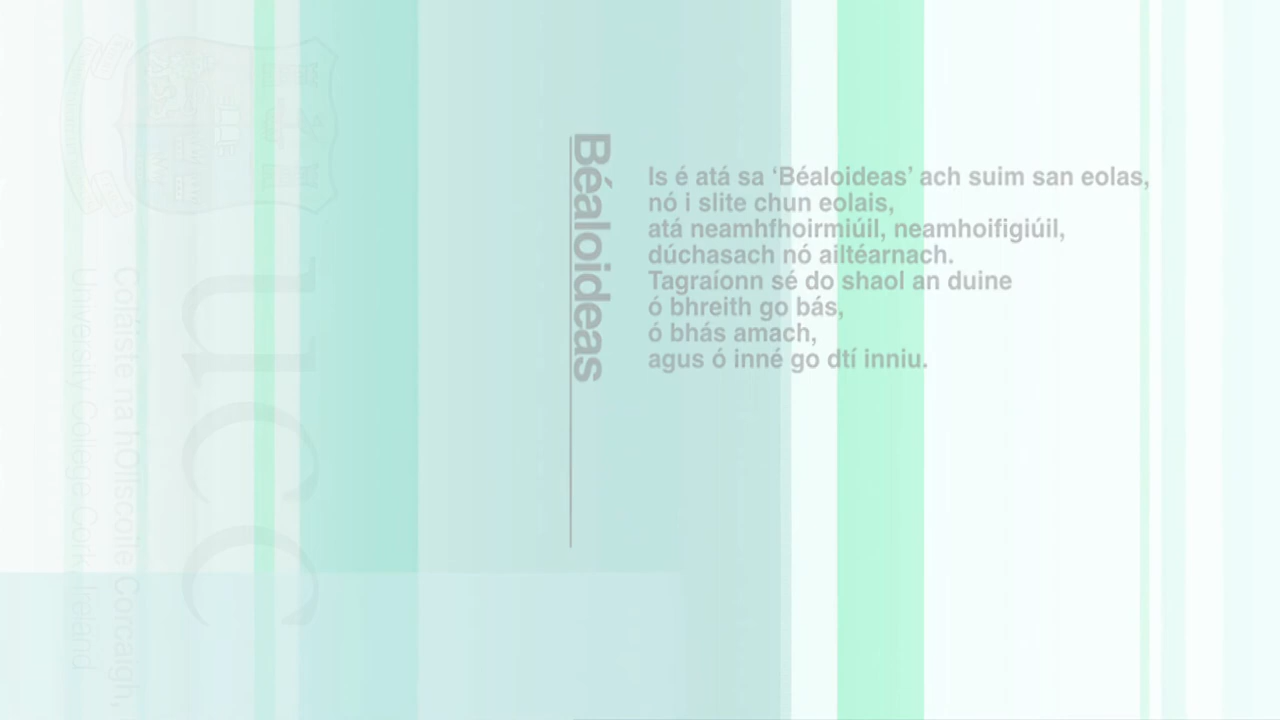 Béaloideas
Is é atá sa ‘Béaloideas’ ach suim san eolas,
nó i slite chun eolais,
atá neamhfhoirmiúil, neamhoifigiúil,
dúchasach nó ailtéarnach.
Tagraíonn sé do shaol an duine
ó bhreith go bás,
ó bhás amach,
agus ó inné go dtí inniu.
ucc
Coláiste na hOllscoile Corcaigh,
University College Cork, Ireland